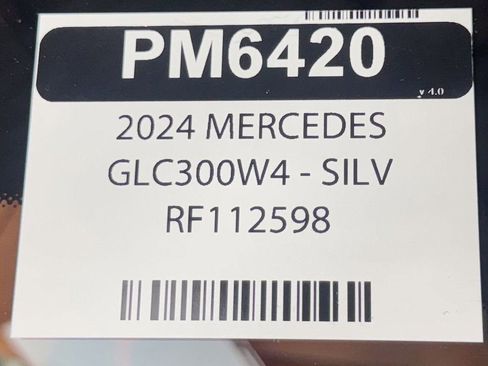 PM6420
v 4.0
2024 MERCEDES
GLC300W4 - SILV
RF112598